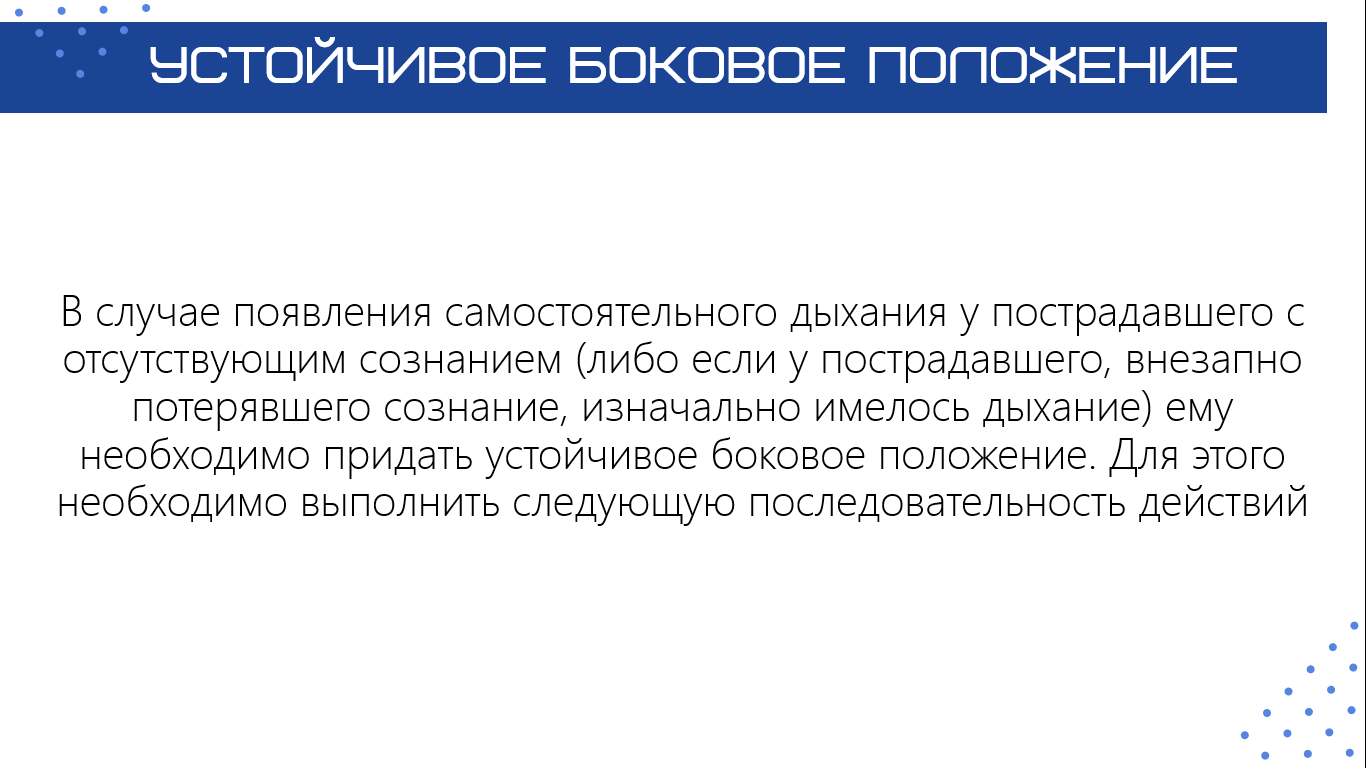 УСТОЙЧИВОЕ БОКОВОЕ ПОЛОЖЕНИЕ
В случае появления самостоятельного дыхания у пострадавшего с
отсутствующим сознанием (либо если у пострадавшего, внезапно
потерявшего сознание, изначально имелось дыхание) ему
необходимо придать устойчивое боковое положение. Для этого
необходимо выполнить следующую последовательность действий